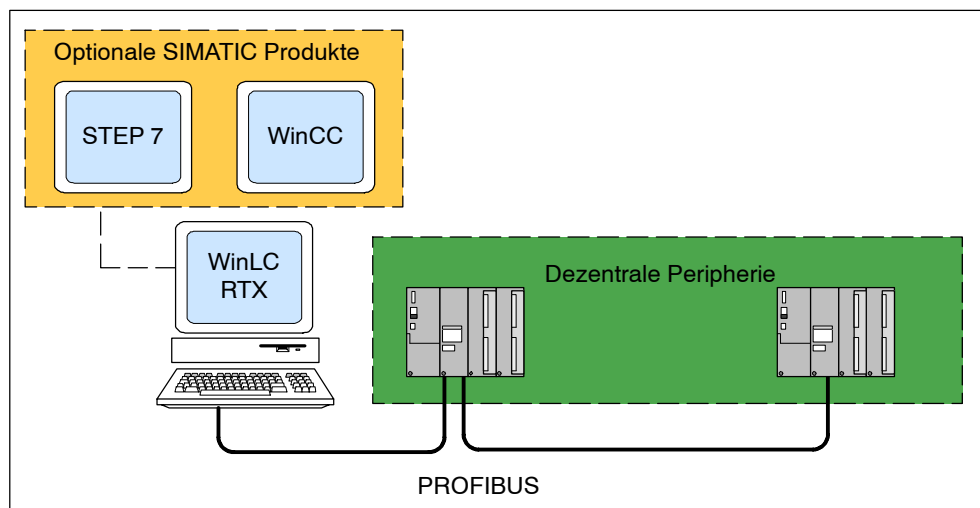 Optionale SIMATIC Produkte
STEP 7
WinCC
WinLC
RTX
Dezentrale Peripherie
PROFIBUS